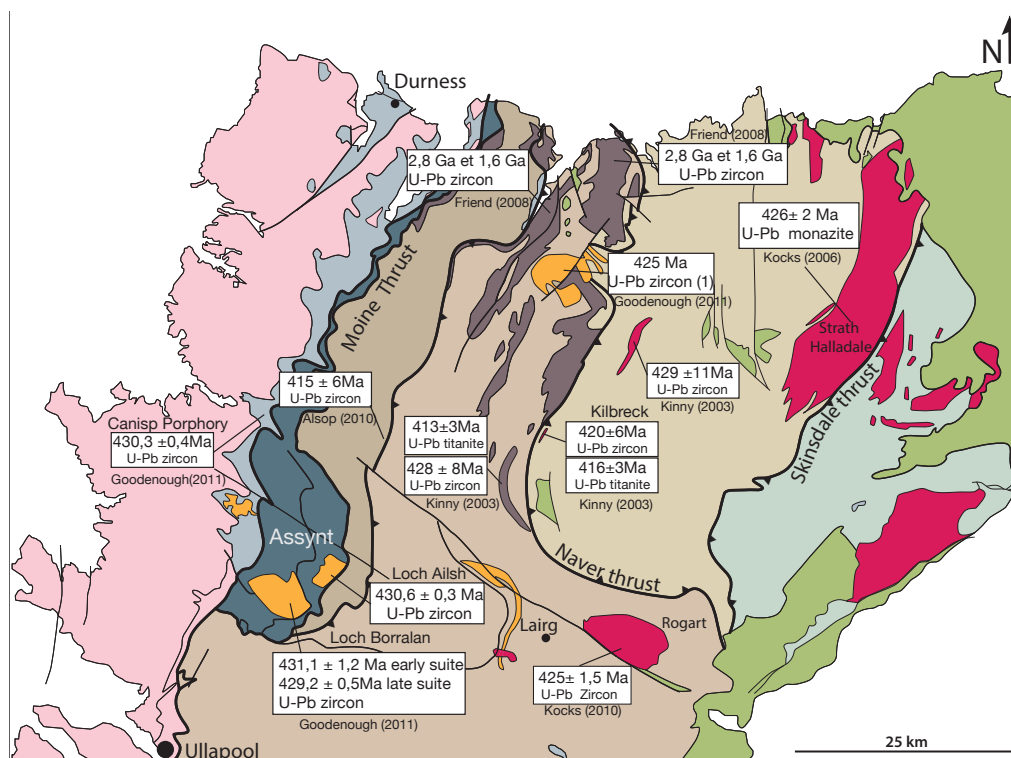 N
Durness
Friend (2008)
2,8 Ga et 1,6 Ga
U-Pb zircon
Friend (2008)
2,8 Ga et 1,6 Ga
U-Pb zircon
426± 2 Ma
U-Pb monazite
Kocks (2006)
Moine Thrust
425 Ma
U-Pb zircon (1)
Goodenough (2011)
Strath
Halladale
429 ±11Ma
U-Pb zircon
Kinny (2003)
415 ± 6Ma
U-Pb zircon
Alsop (2010)
Canisp Porphory
430,3 ±0,4Ma
U-Pb zircon
Goodenough(2011)
413±3Ma
U-Pb titanite
428 ± 8Ma
U-Pb zircon
Kinny (2003)
Kilbreck
420±6Ma
U-Pb zircon
416±3Ma
U-Pb titanite
Kinny (2003)
Skinsdale thrust
Assynt
Naver thrust
Loch Ailsh
430,6 ± 0,3 Ma
U-Pb zircon
Loch Borralan
431,1 ± 1,2 Ma early suite
429,2 ± 0,5Ma late suite
U-Pb zircon
Goodenough (2011)
Lairg
Rogart
425± 1,5 Ma
U-Pb Zircon
Kocks (2010)
Ullapool
25 km